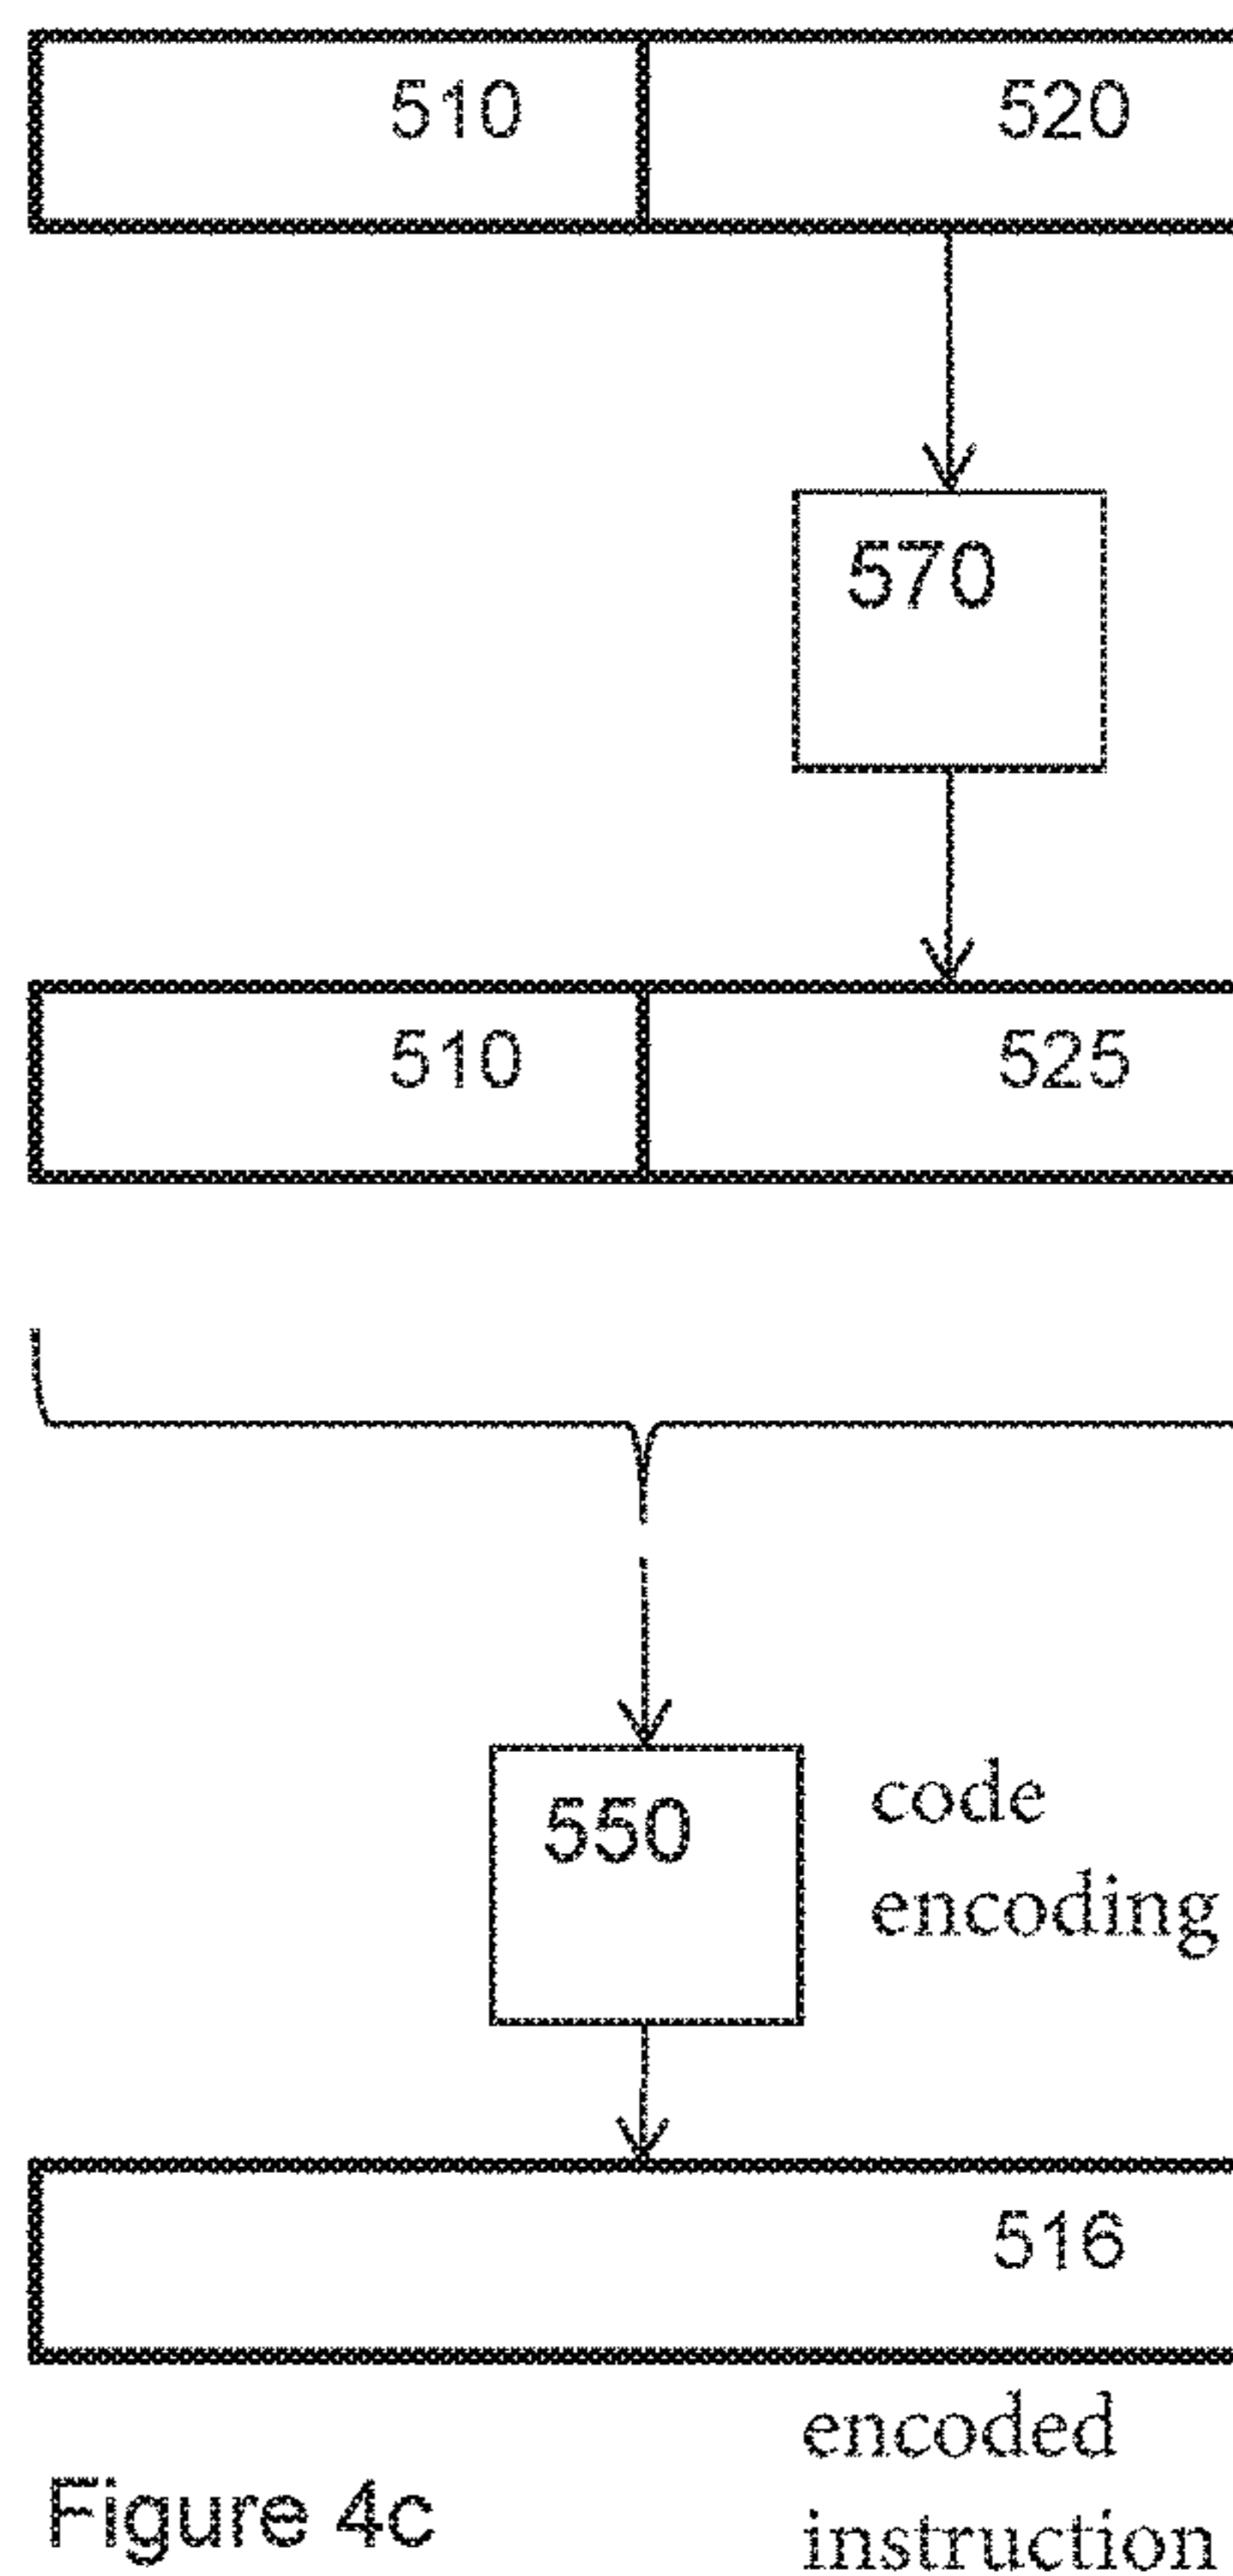 510 520
570
510 525
550
code
encoding
516
encoded
instruction
Figure 4c